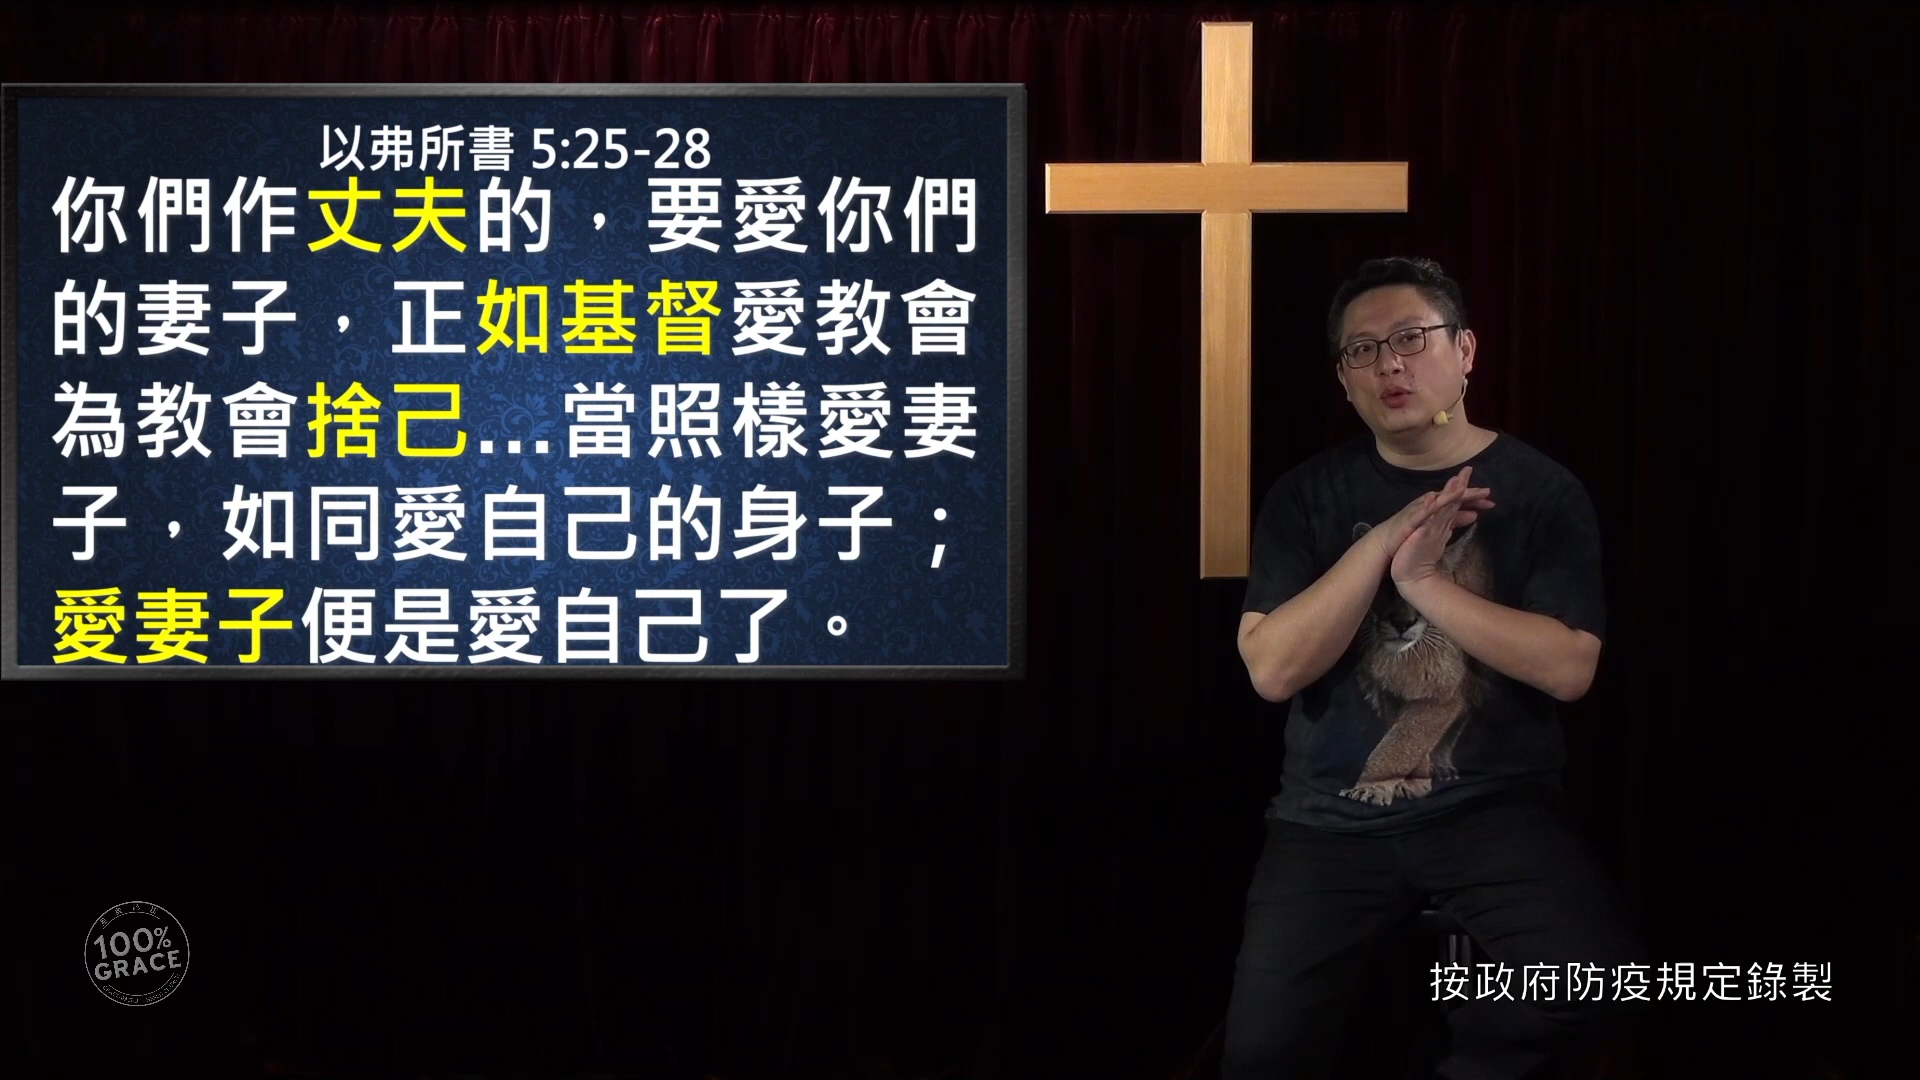 以弗所書 5:25-28
你們作丈夫的，要愛你們
的妻子，正如基督愛教會
為教會捨己...當照樣愛妻
子，如同愛自己的身子；
愛妻子便是愛自己了。
100%
GRACE
按政府防疫規定錄製